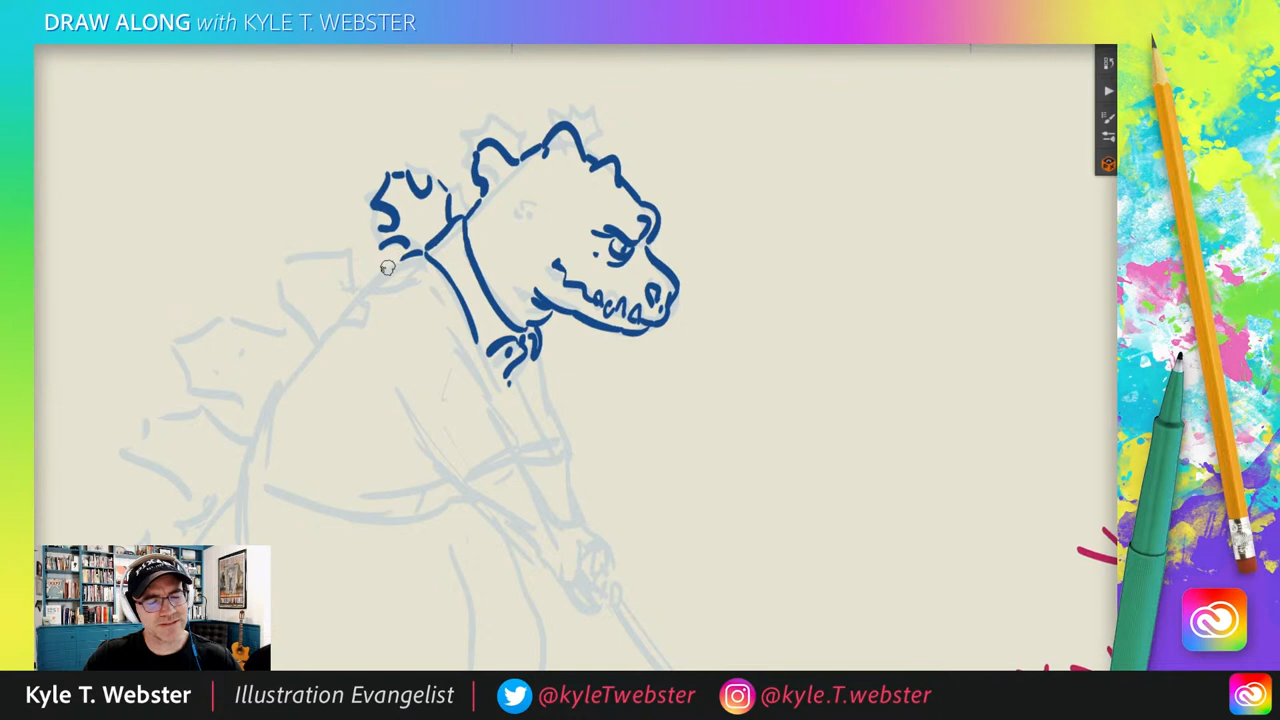 DRAW ALONG with KYLE T. WEBSTER
Kyle T. Webster | Illustration Evangelist | @kyleTwebster @kyle.T.webster